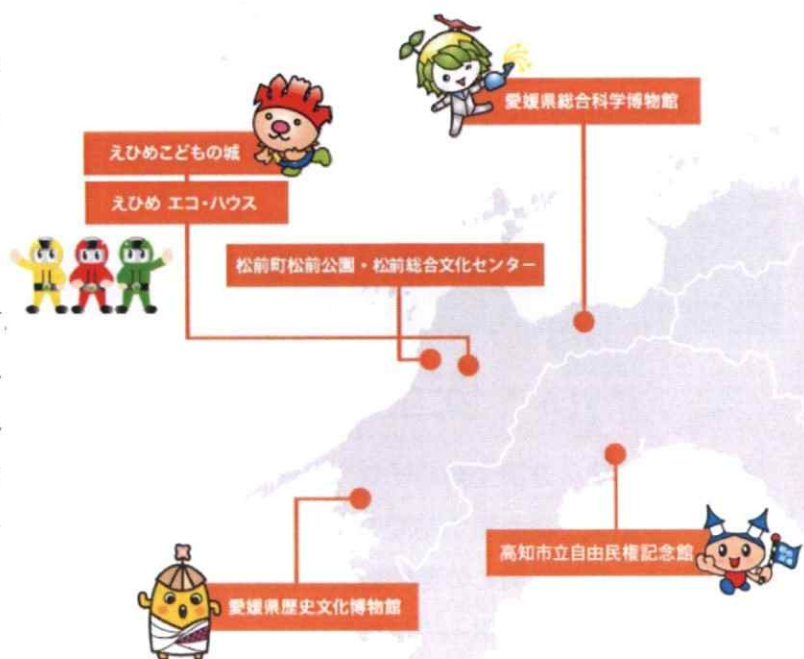 愛媛県総合科学博物館
えひめこどもの城
えひめ エコ・ハウス
松前町松前公園・松前総合文化センター
高知市立自由民権記念館
愛媛県歴史文化博物館